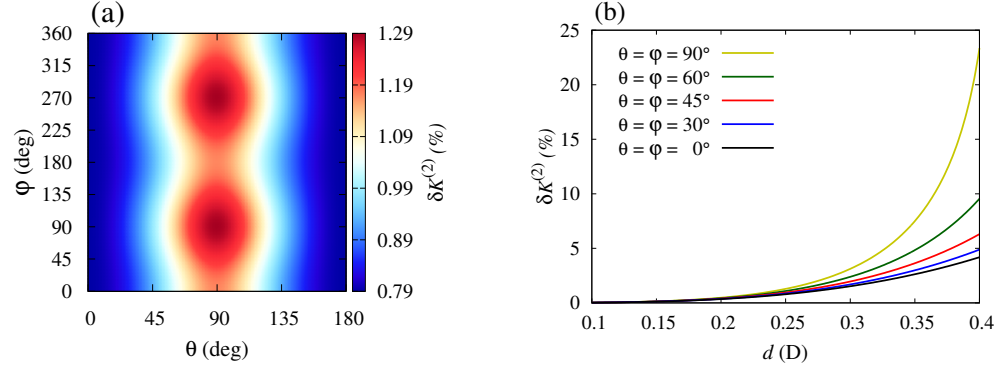 (a)
360
315
270
225
180
135
90
45
0
φ (deg)
0 45 90 135 180
θ (deg)
1.29
1.19
1.09
0.99
0.89
0.79
δK⁽²⁾ (%)
(b)
25
20
15
10
5
0
δK⁽²⁾ (%)
θ = φ = 90°
θ = φ = 60°
θ = φ = 45°
θ = φ = 30°
θ = φ = 0°
0.1 0.15 0.2 0.25 0.3 0.35 0.4
d (D)